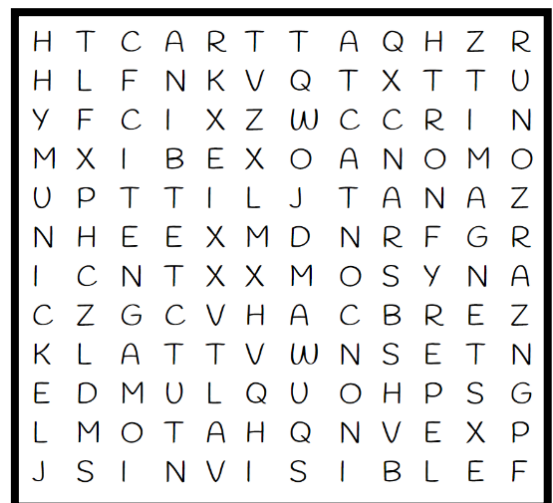 H T C A R T T A Q H Z R
H L F N K V Q T X T T U
Y F C I X Z W C C R I N
M X I B E X O A N O M O
U P T T I L J T A N A Z
N H E E X M D N R F G R
I C N T X X M O S Y N A
C Z G C V H A C B R E Z
K L A T T V W N S E T N
E D M U L Q U O H P S G
L M O T A H Q N V E X P
J S I N V I S I B L E F